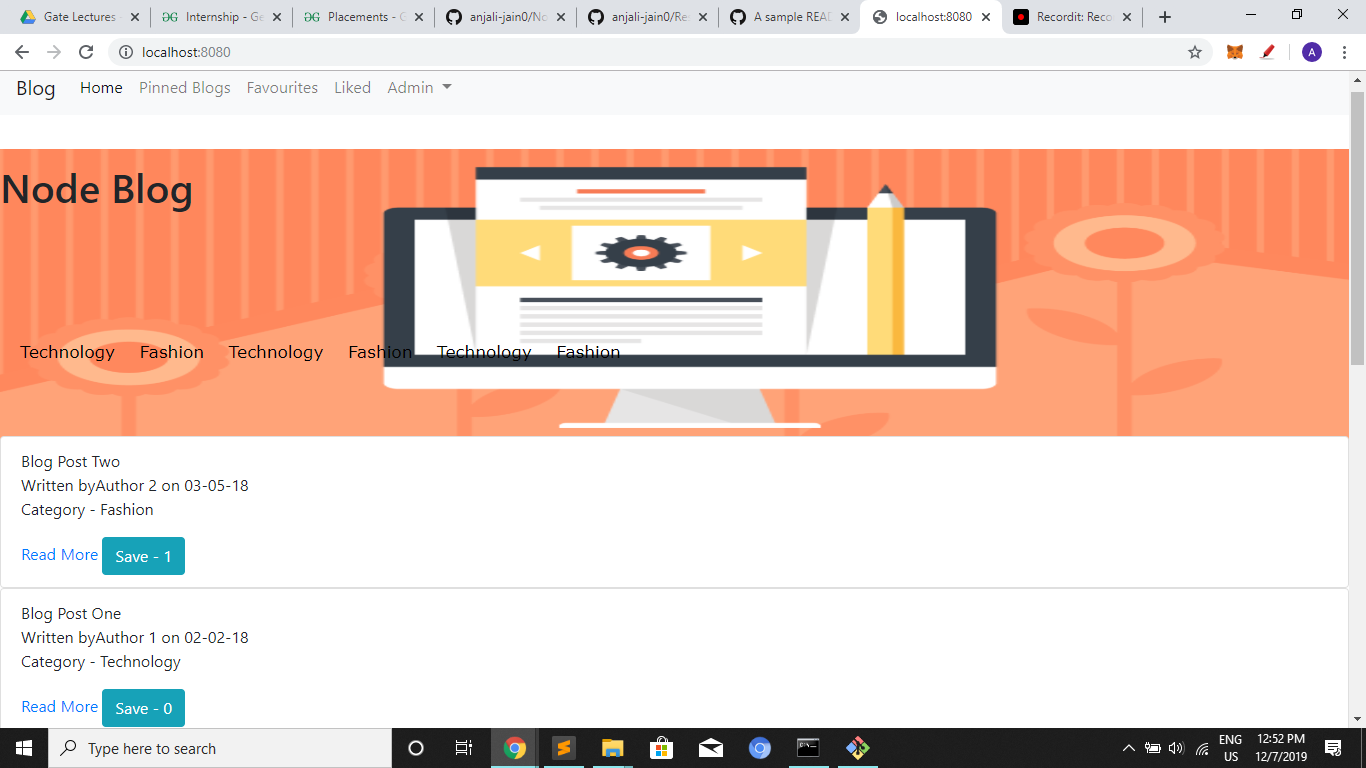 Gate Lectures
Internship - Ge
Placements - G
anjali-jain0/No
anjali-jain0/Res
A sample READ
localhost:8080
Recordit: Reco
localhost:8080
A
Blog Home Pinned Blogs Favourites Liked Admin
Node Blog
Technology Fashion Technology Fashion Technology Fashion
Blog Post Two
Written byAuthor 2 on 03-05-18
Category - Fashion
Read More Save - 1
Blog Post One
Written byAuthor 1 on 02-02-18
Category - Technology
Read More Save - 0
Type here to search
ENG
US
12:52 PM
12/7/2019